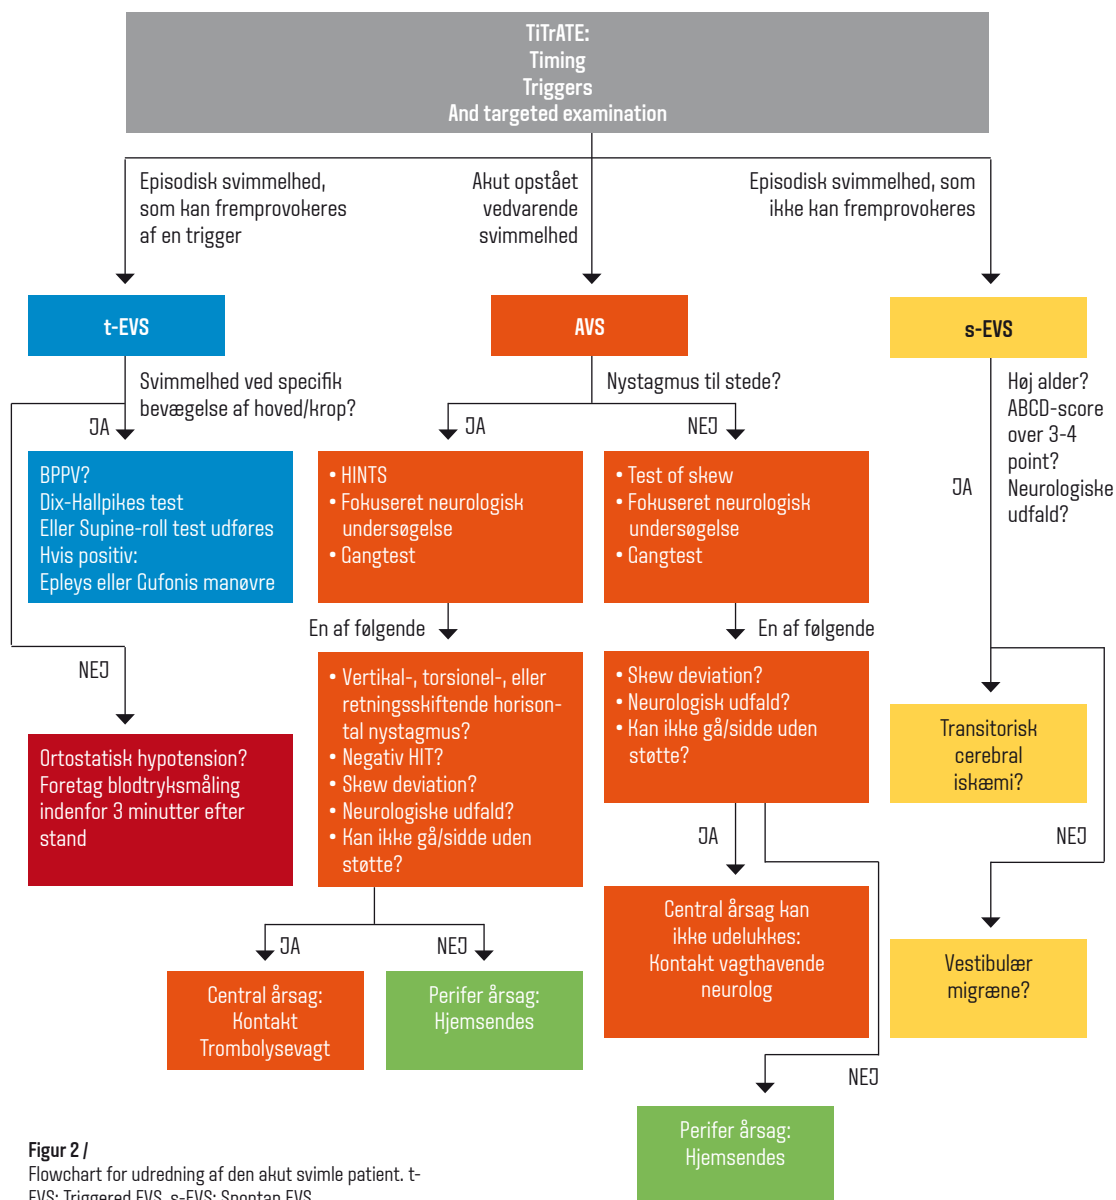 TiTrATE:
Timing
Triggers
And targeted examination
Episodisk svimmelhed,
som kan fremprovokeres
af en trigger
Akut opstået
vedvarende
svimmelhed
Episodisk svimmelhed, som
ikke kan fremprovokeres
t-EVS
AVS
s-EVS
Svimmelhed ved specifik
bevægelse af hoved/krop?
JA
Nystagmus til stede?
JA
NEJ
Høj alder?
ABCD-score
over 3-4
point?
Neurologiske
udfald?
JA
BPPV?
Dix-Hallpikes test
Eller Supine-roll test udføres
Hvis positiv:
Epleys eller Gufonis manøvre
• HINTS
• Fokuseret neurologisk
undersøgelse
• Gangtest
• Test of skew
• Fokuseret neurologisk
undersøgelse
• Gangtest
En af følgende
En af følgende
NEJ
• Vertikal-, torsionel-, eller
retningsskiftende horison-
tal nystagmus?
• Negativ HIT?
• Skew deviation?
• Neurologiske udfald?
• Kan ikke gå/sidde uden
støtte?
• Skew deviation?
• Neurologisk udfald?
• Kan ikke gå/sidde uden
støtte?
Ortostatisk hypotension?
Foretag blodtryksmåling
indenfor 3 minutter efter
stand
Transitorisk
cerebral
iskæmi?
JA
NEJ
Central årsag kan
ikke udelukkes:
Kontakt vagthavende
neurolog
JA
NEJ
Central årsag:
Kontakt
Trombolysevagt
Perifer årsag:
Hjemsendes
Vestibulær
migræne?
NEJ
Perifer årsag:
Hjemsendes
Figur 2 /
Flowchart for udredning af den akut svimle patient. t-
EVS: Triggered EVS, s-EVS: Spontan EVS